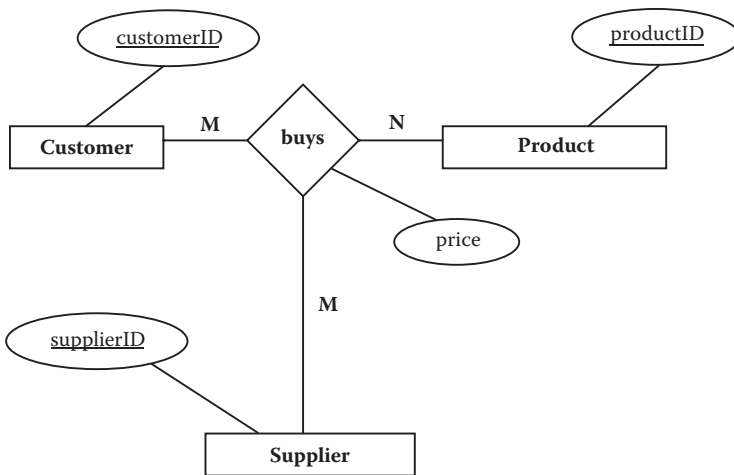 customerID
productID
M
N
Customer
buys
Product
price
M
supplierID
Supplier